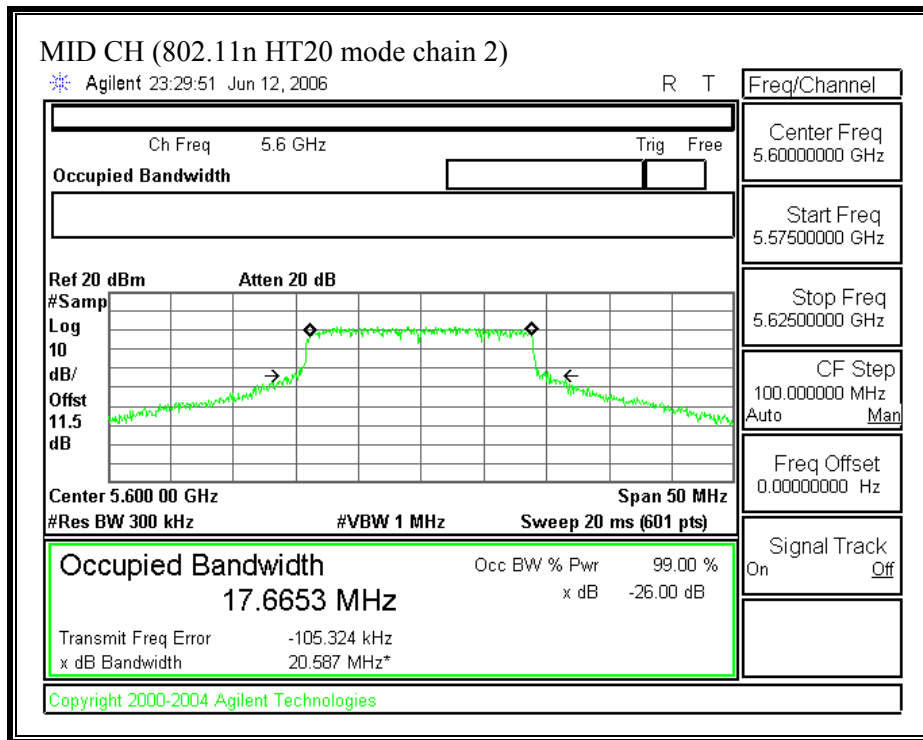 MID CH (802.11n HT20 mode chain 2)
Agilent 23:29:51 Jun 12, 2006 R T
Freq/Channel
Ch Freq 5.6 GHz Trig Free
Occupied Bandwidth
Center Freq
5.60000000 GHz
Start Freq
5.57500000 GHz
Stop Freq
5.62500000 GHz
CF Step
100.000000 MHz
Auto Man
Freq Offset
0.00000000 Hz
Signal Track
On Off
Ref 20 dBm Atten 20 dB
#Samp
Log
10
dB/
Offst
11.5
dB
Center 5.600 00 GHz Span 50 MHz
#Res BW 300 kHz #VBW 1 MHz Sweep 20 ms (601 pts)
Occupied Bandwidth Occ BW % Pwr 99.00 %
17.6653 MHz x dB -26.00 dB
Transmit Freq Error -105.324 kHz
x dB Bandwidth 20.587 MHz*
Copyright 2000-2004 Agilent Technologies